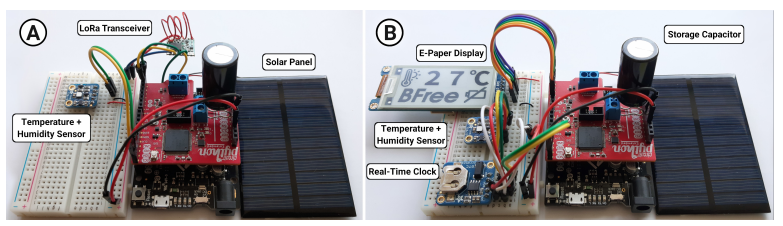 A
LoRa Transceiver
Solar Panel
Temperature +
Humidity Sensor
python
B
E-Paper Display
Storage Capacitor
27°C
BFree
Temperature +
Humidity Sensor
Real-Time Clock
python